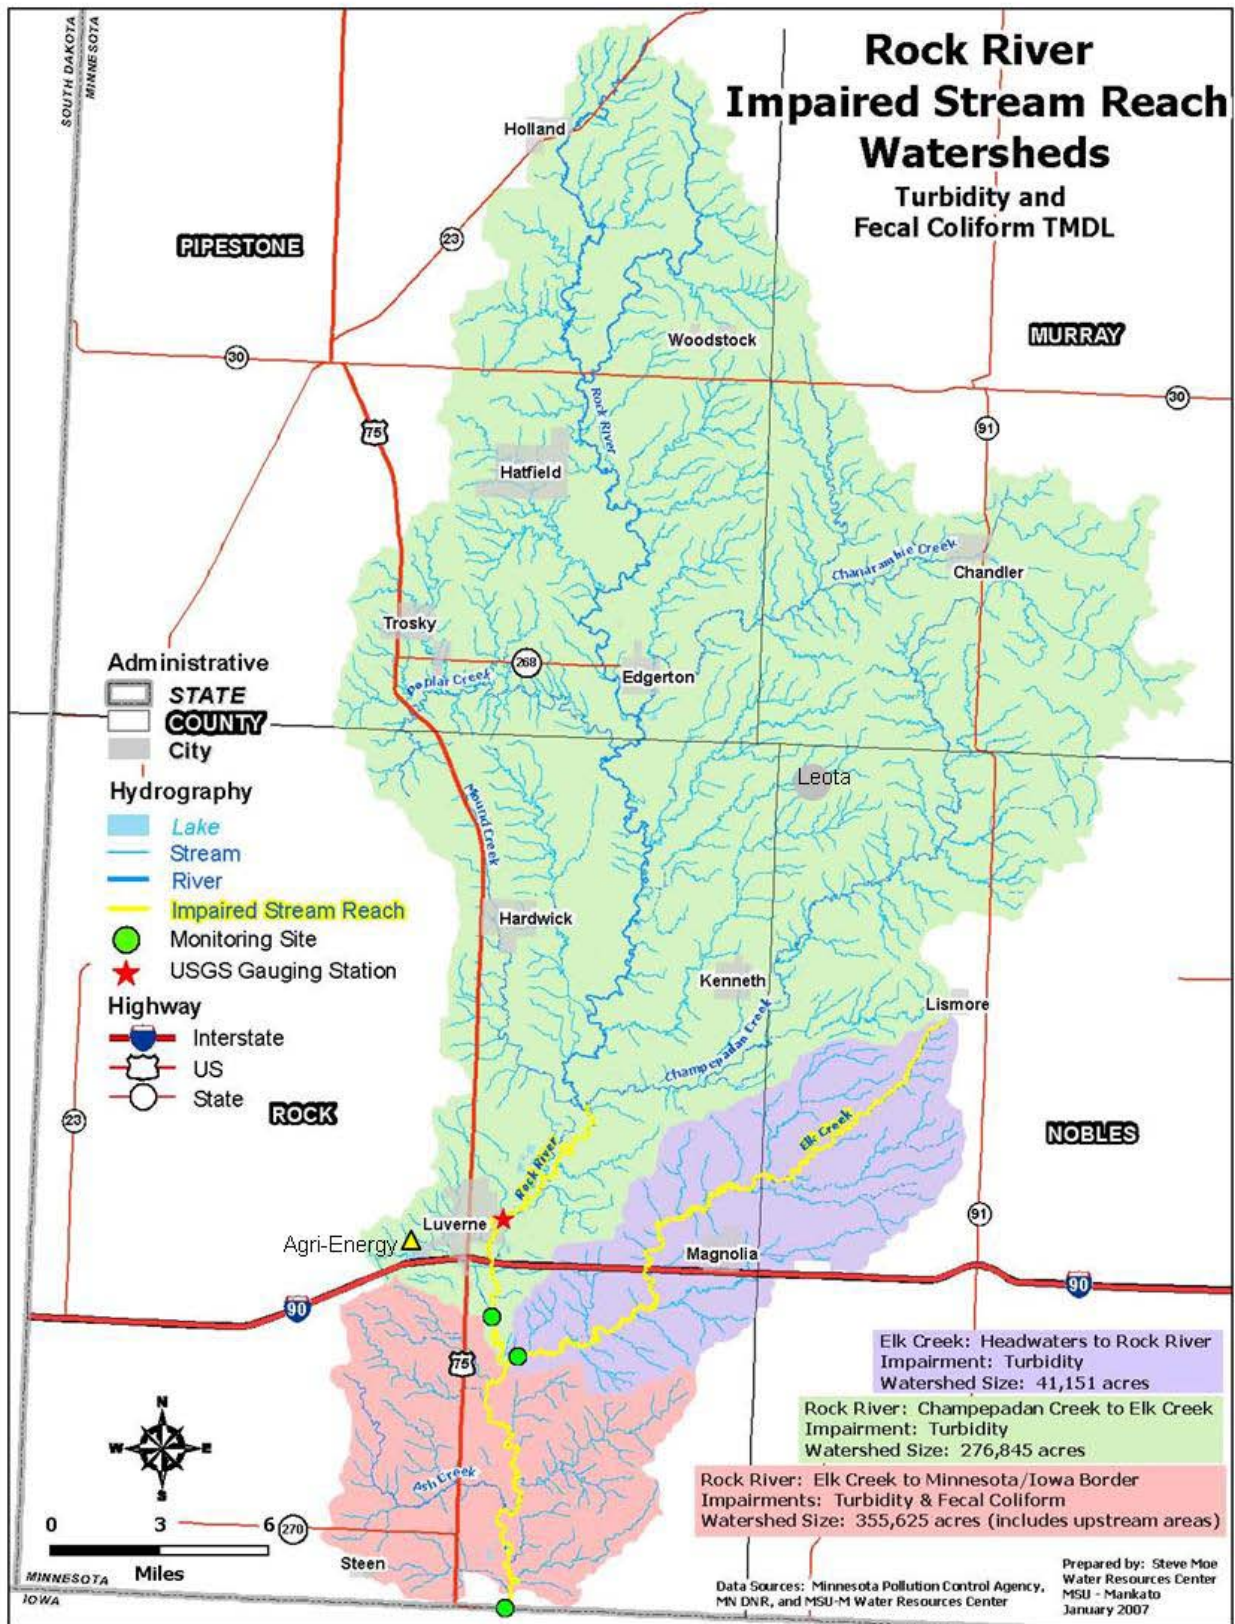 Rock River
Impaired Stream Reach
Watersheds
Turbidity and
Fecal Coliform TMDL
SOUTH DAKOTA
MINNESOTA
Holland
23
PIPESTONE
MURRAY
Woodstock
30
30
75
Rock River
91
Hatfield
Chanarambie Creek
Chandler
Trosky
268
Edgerton
Poplar Creek
Leota
Mound Creek
Hardwick
Kenneth
Lismore
Champepadan Creek
Administrative
STATE
COUNTY
City
Hydrography
Lake
Stream
River
Impaired Stream Reach
Monitoring Site
USGS Gauging Station
Highway
Interstate
US
State
23
ROCK
Elk Creek
NOBLES
Rock River
Luverne
91
Agri-Energy
Magnolia
90
90
75
Elk Creek: Headwaters to Rock River
Impairment: Turbidity
Watershed Size: 41,151 acres
Rock River: Champepadan Creek to Elk Creek
Impairment: Turbidity
Watershed Size: 276,845 acres
Rock River: Elk Creek to Minnesota/Iowa Border
Impairments: Turbidity & Fecal Coliform
Watershed Size: 355,625 acres (includes upstream areas)
N
W E
S
Ash Creek
0 3 6
Miles
270
Steen
MINNESOTA
IOWA
Data Sources: Minnesota Pollution Control Agency,
MN DNR, and MSU-M Water Resources Center
Prepared by: Steve Moe
Water Resources Center
MSU - Mankato
January 2007